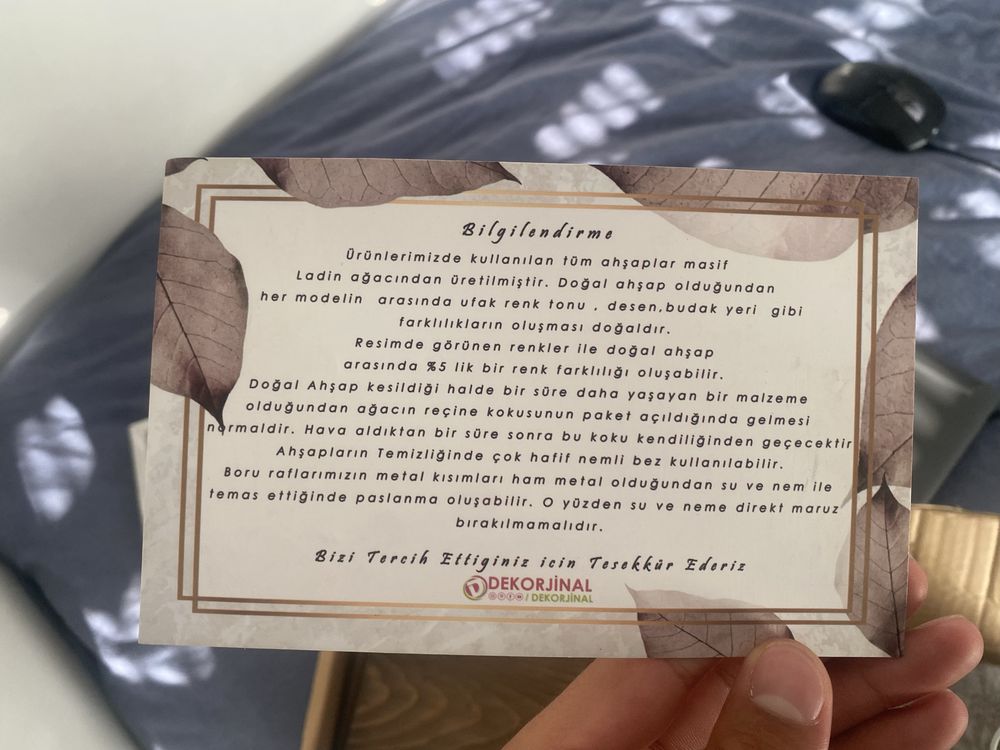 Bilgilendirme
Ürünlerimizde kullanılan tüm ahşaplar masif
Ladin ağacından üretilmiştir. Doğal ahşap olduğundan
her modelin arasında ufak renk tonu , desen,budak yeri gibi
farklılıkların oluşması doğaldır.
Resimde görünen renkler ile doğal ahşap
arasında %5 lik bir renk farklılığı oluşabilir.
Doğal Ahşap kesildiği halde bir süre daha yaşayan bir malzeme
olduğundan ağacın reçine kokusunun paket açıldığında gelmesi
normaldir. Hava aldıktan bir süre sonra bu koku kendiliğinden geçecektir
Ahşapların Temizliğinde çok hafif nemli bez kullanılabilir.
Boru raflarımızın metal kısımları ham metal olduğundan su ve nem ile
temas ettiğinde paslanma oluşabilir. O yüzden su ve neme direkt maruz
bırakılmamalıdır.
Bizi Tercih Ettiginiz icin Tesekkür Ederiz
DEKORJİNAL
/ DEKORJİNAL